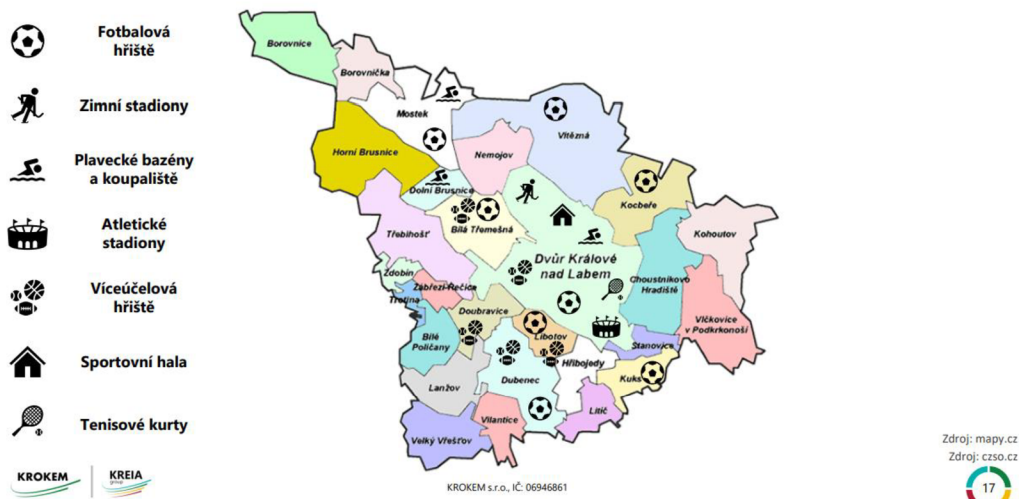 Fotbalová
hřiště
Zimní stadiony
Plavecké bazény
a koupaliště
Atletické
stadiony
Víceúčelová
hřiště
Sportovní hala
Tenisové kurty
Borovnice
Borovnička
Mostek
Vítězná
Horní Brusnice
Nemojov
Dolní Brusnice
Kocbeře
Bílá Třemešná
Třebihošť
Kohoutov
Dvůr Králové
nad Labem
Zdobín
Choustníkovo
Hradiště
Zábřezí-Řečice
Trotina
Doubravice
Vlčkovice
v Podkrkonoší
Bílé
Poličany
Libotov
Stanovice
Hřibojedy
Lanžov
Dubenec
Kuks
Litíč
Vilantice
Velký Vřešťov
KROKEM
KREIA
group
KROKEM s.r.o., IČ: 06946861
Zdroj: mapy.cz
Zdroj: czso.cz
17